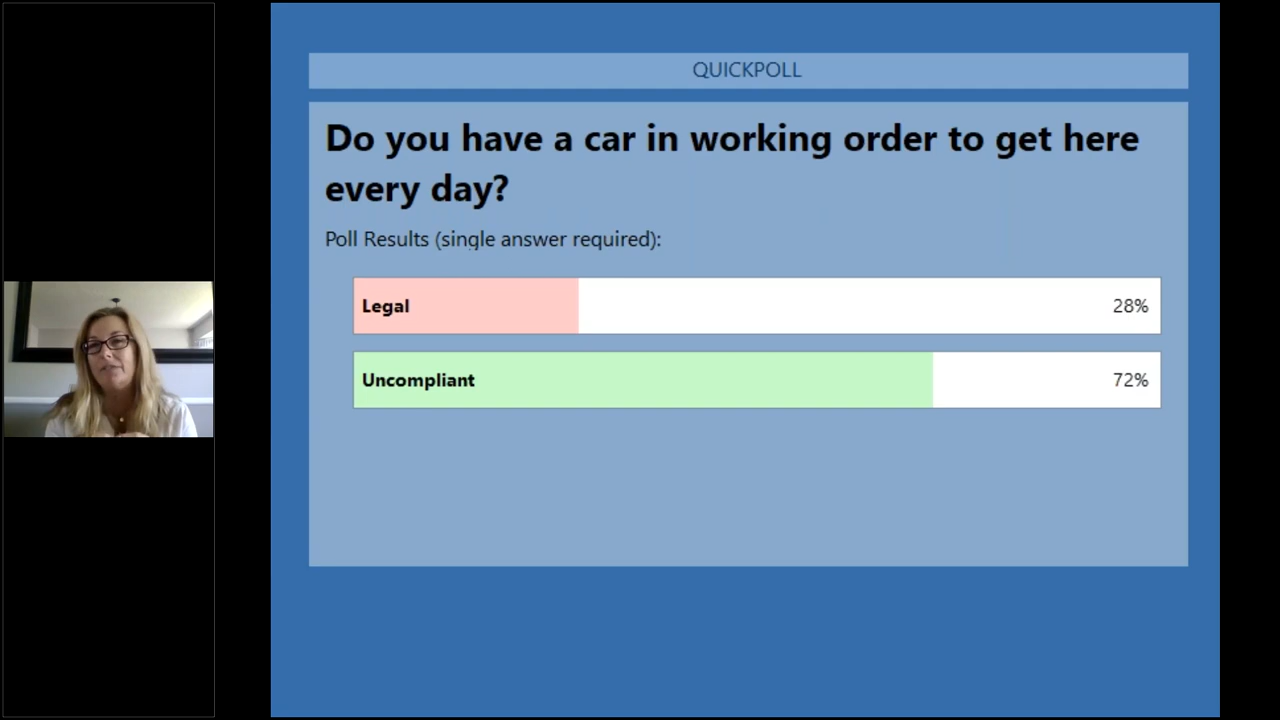 QUICKPOLL
Do you have a car in working order to get here
every day?
Poll Results (single answer required):
Legal 28%
Uncompliant 72%